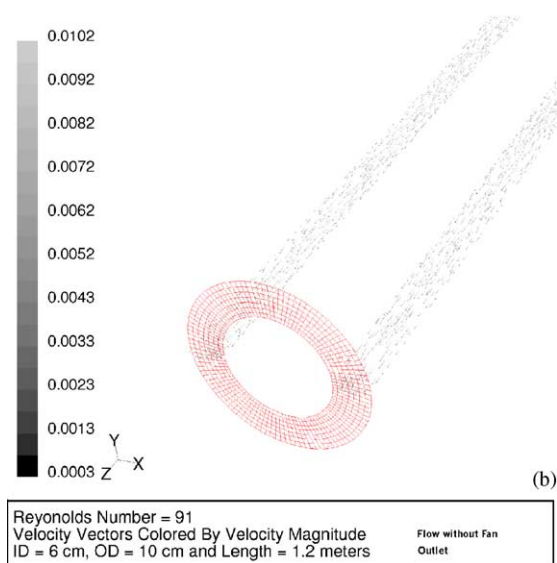 0.0102
0.0092
0.0082
0.0072
0.0062
0.0052
0.0043
0.0033
0.0023
0.0013
0.0003
Y
Z X
(b)
Reyonolds Number = 91
Velocity Vectors Colored By Velocity Magnitude
ID = 6 cm, OD = 10 cm and Length = 1.2 meters
Flow without Fan
Outlet